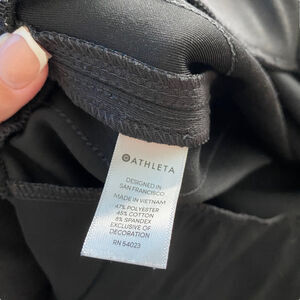 ATHLETA
DESIGNED IN
SAN FRANCISCO
MADE IN VIETNAM
47% POLYESTER
45% COTTON
8% SPANDEX
EXCLUSIVE OF
DECORATION
RN 54023